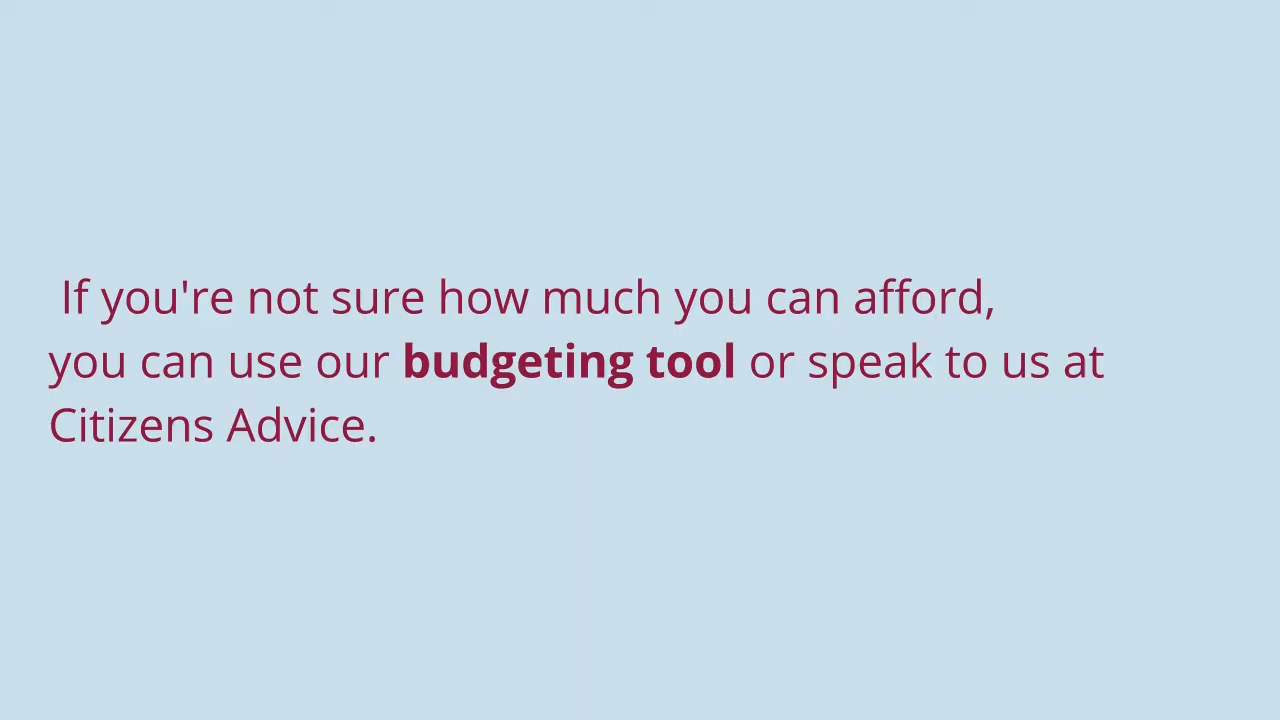 If you're not sure how much you can afford,
you can use our budgeting tool or speak to us at
Citizens Advice.